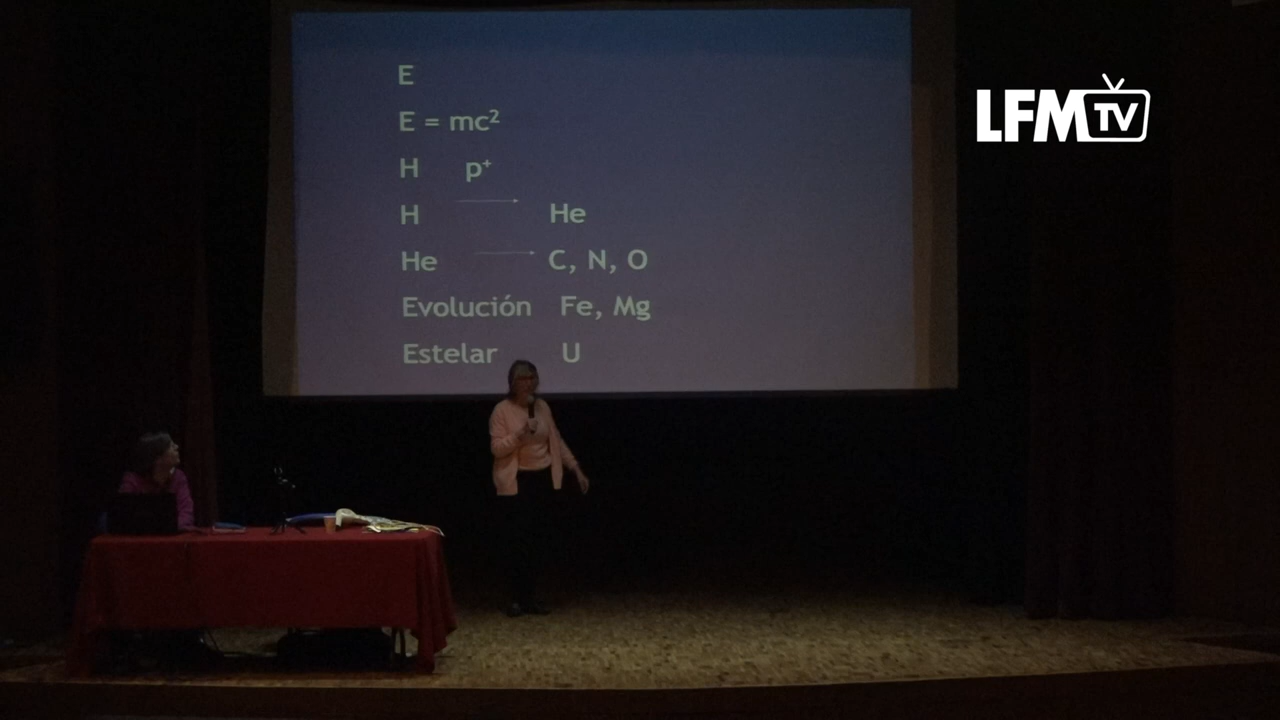 E
E = mc²
H p⁺
H → He
He → C, N, O
Evolución Fe, Mg
Estelar U
LFM TV